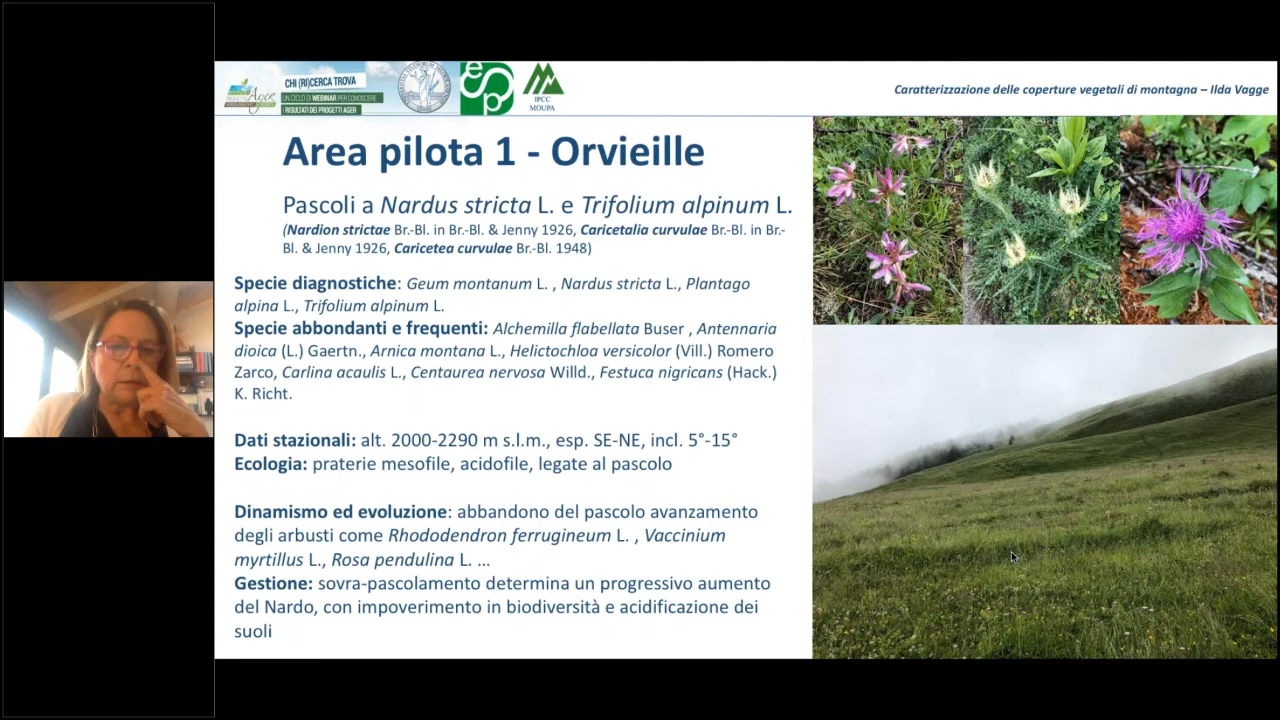 CHI (RI)CERCA TROVA
UN CICLO DI WEBINAR PER CONOSCERE
I RISULTATI DEI PROGETTI AGER
Ager
esp
IPCC
MOUPA
Caratterizzazione delle coperture vegetali di montagna – Ilda Vagge
Area pilota 1 - Orvieille
Pascoli a Nardus stricta L. e Trifolium alpinum L.
(Nardion strictae Br.-Bl. in Br.-Bl. & Jenny 1926, Caricetalia curvulae Br.-Bl. in Br.-
Bl. & Jenny 1926, Caricetea curvulae Br.-Bl. 1948)
Specie diagnostiche: Geum montanum L. , Nardus stricta L., Plantago
alpina L., Trifolium alpinum L.
Specie abbondanti e frequenti: Alchemilla flabellata Buser , Antennaria
dioica (L.) Gaertn., Arnica montana L., Helictochloa versicolor (Vill.) Romero
Zarco, Carlina acaulis L., Centaurea nervosa Willd., Festuca nigricans (Hack.)
K. Richt.
Dati stazionali: alt. 2000-2290 m s.l.m., esp. SE-NE, incl. 5°-15°
Ecologia: praterie mesofile, acidofile, legate al pascolo
Dinamismo ed evoluzione: abbandono del pascolo avanzamento
degli arbusti come Rhododendron ferrugineum L. , Vaccinium
myrtillus L., Rosa pendulina L. ...
Gestione: sovra-pascolamento determina un progressivo aumento
del Nardo, con impoverimento in biodiversità e acidificazione dei
suoli